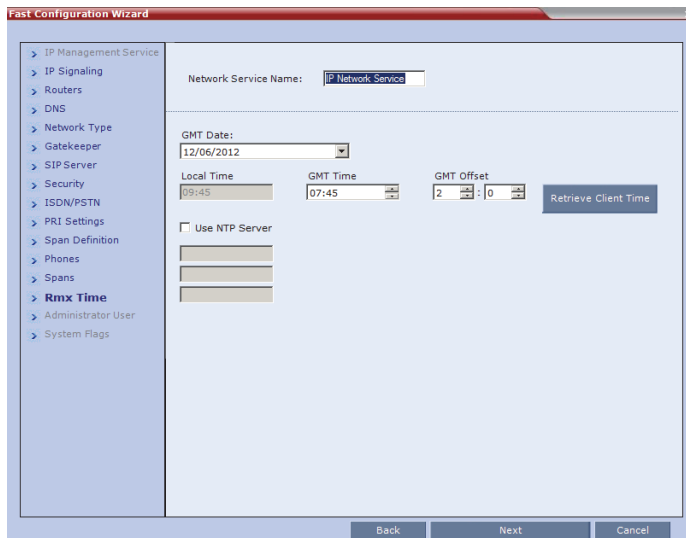 Fast Configuration Wizard
IP Management Service
IP Signaling
Routers
DNS
Network Type
Gatekeeper
SIP Server
Security
ISDN/PSTN
PRI Settings
Span Definition
Phones
Spans
Rmx Time
Administrator User
System Flags
Network Service Name: IP Network Service
GMT Date:
12/06/2012
Local Time GMT Time GMT Offset
09:45 07:45 2 : 0 Retrieve Client Time
Use NTP Server
Back Next Cancel